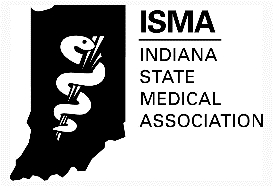 ISMA
INDIANA
STATE
MEDICAL
ASSOCIATION